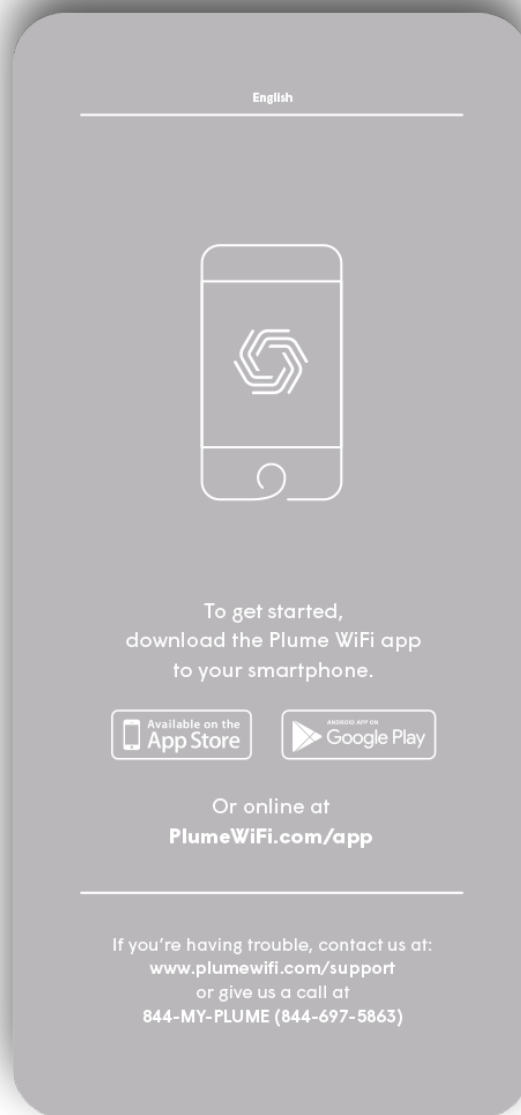 English
To get started,
download the Plume WiFi app
to your smartphone.
Available on the
App Store
ANDROID APP ON
Google Play
Or online at
PlumeWiFi.com/app
If you're having trouble, contact us at:
www.plumewifi.com/support
or give us a call at
844-MY-PLUME (844-697-5863)